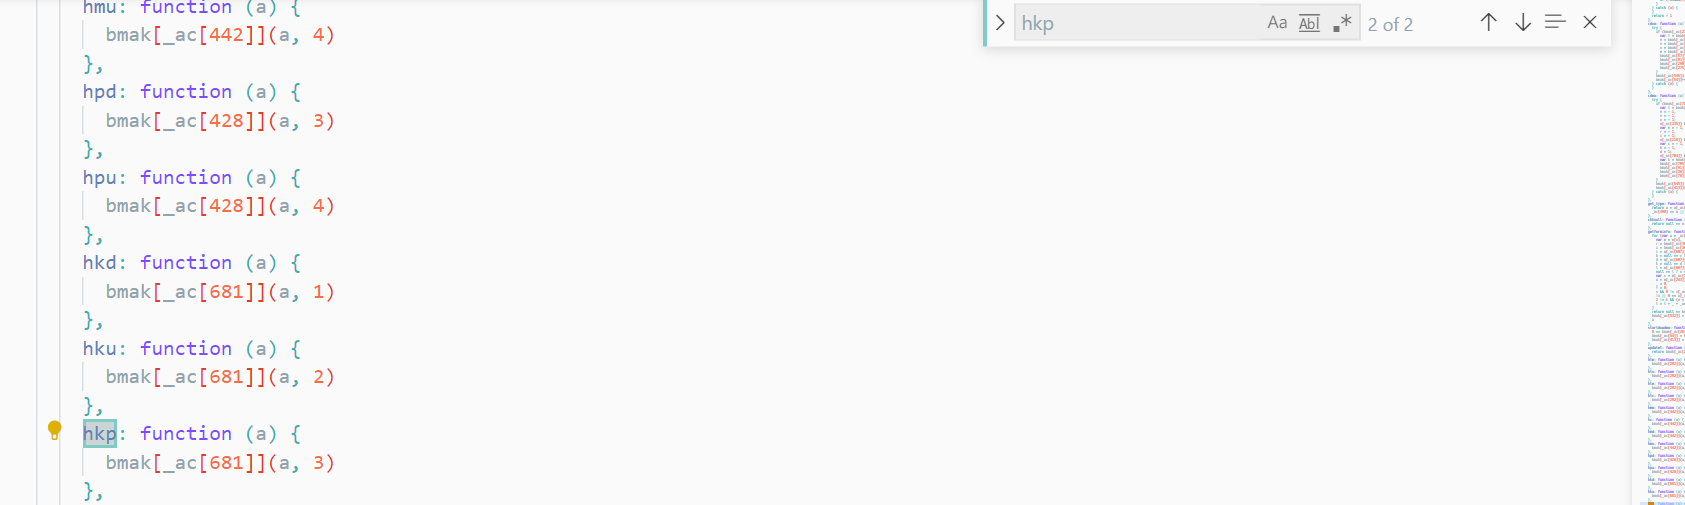 hmu: function (a) {
bmak[_ac[442]](a, 4)
},
hpd: function (a) {
bmak[_ac[428]](a, 3)
},
hpu: function (a) {
bmak[_ac[428]](a, 4)
},
hkd: function (a) {
bmak[_ac[681]](a, 1)
},
hku: function (a) {
bmak[_ac[681]](a, 2)
},
hkp: function (a) {
bmak[_ac[681]](a, 3)
},
hkp Aa Abl .* 2 of 2